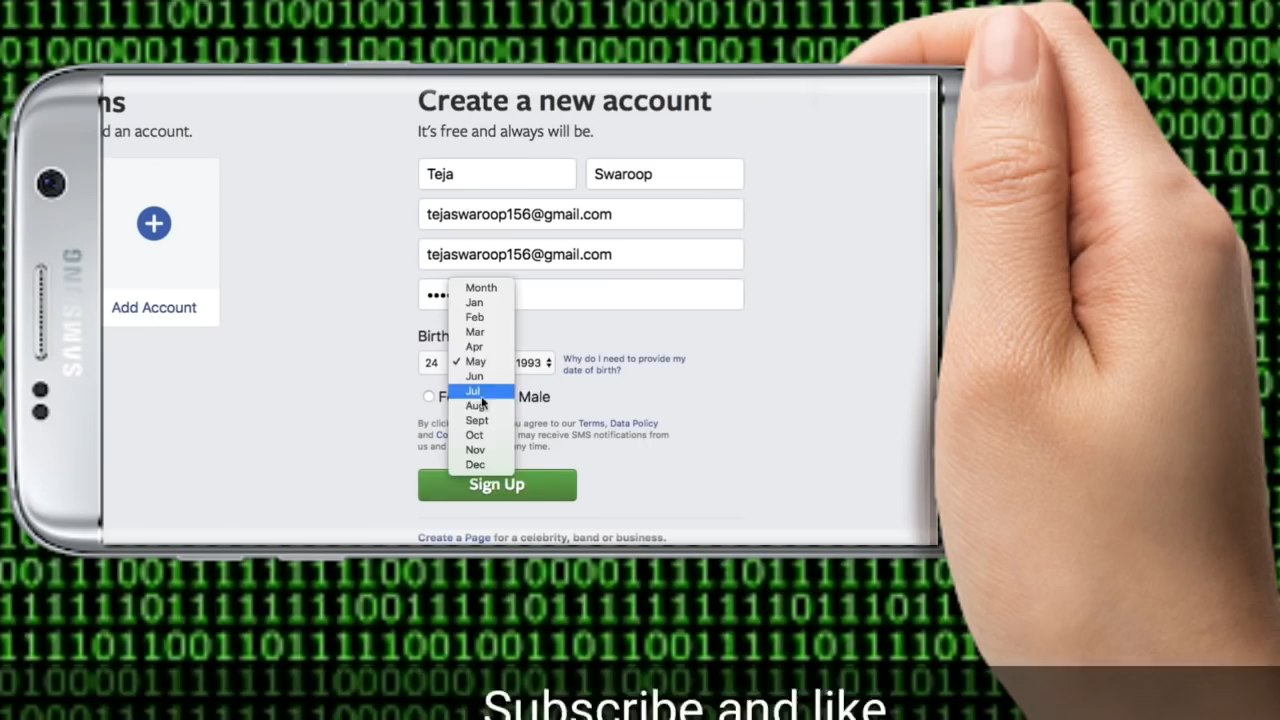 ns
d an account.
Add Account
SAMSUNG
Create a new account
It's free and always will be.
Teja
Swaroop
tejaswaroop156@gmail.com
tejaswaroop156@gmail.com
Month
Jan
Feb
Mar
Apr
✓ May
Jun
Jul
Aug
Sept
Oct
Nov
Dec
Birth
24
1993
Why do I need to provide my
date of birth?
F
Male
By clic u agree to our Terms, Data Policy
and Co may receive SMS notifications from
us and ny time.
Sign Up
Create a Page for a celebrity, band or business.
Subscribe and like